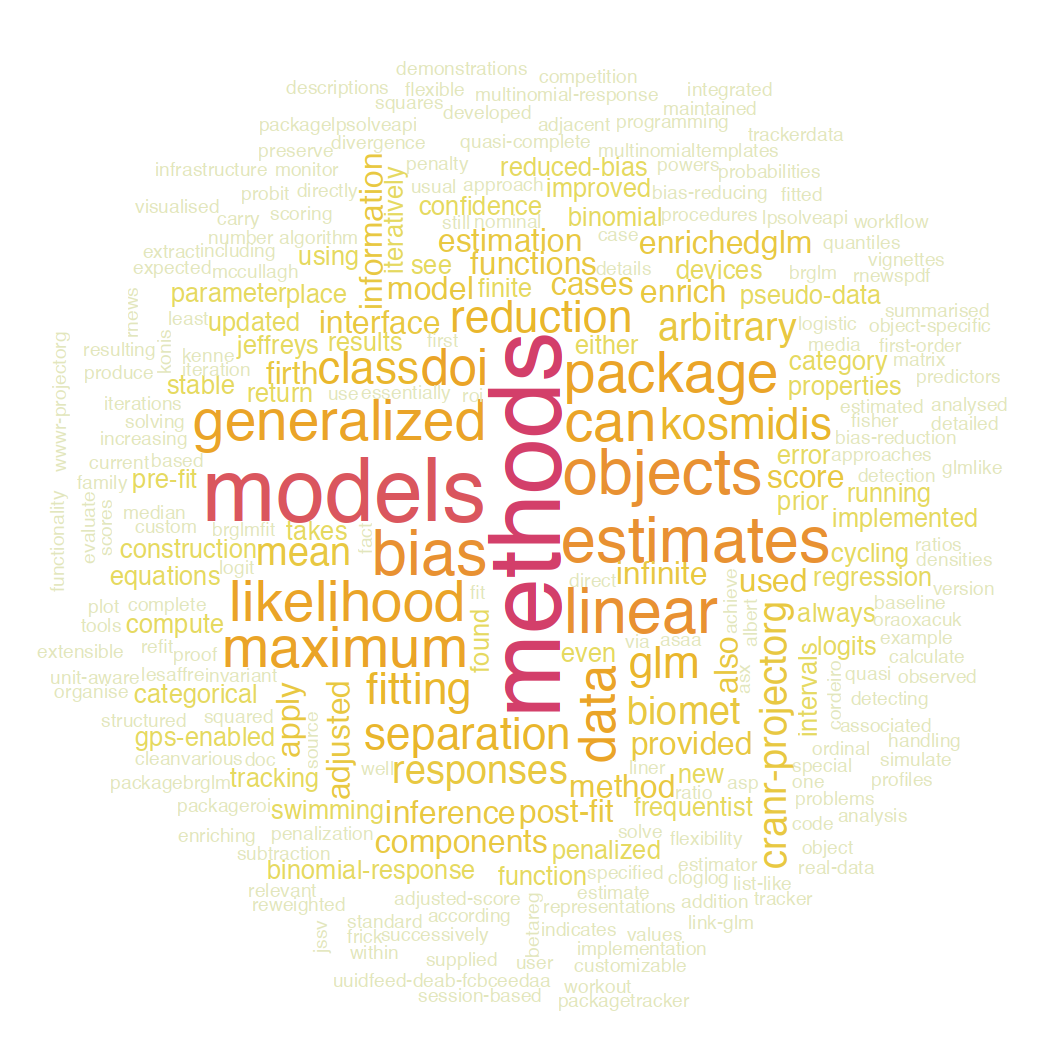 demonstrations
competition
descriptions
flexible
multinomial-response
integrated
squares
developed
maintained
packagelpsolveapi
adjacent
programming
trackerdata
preserve
divergence
quasi-complete
multinomialtemplates
infrastructure
monitor
penalty
reduced-bias
powers
probabilities
visualised
probit
directly
information
iteratively
usual
approach
improved
bias-reducing
fitted
carry
scoring
confidence
still
nominal
binomial
procedures
lpsolveapi
workflow
number
algorithm
estimation
case
enrichedglm
quantiles
extract
including
using
see
functions
details
devices
vignettes
expected
mccullagh
model
finite
cases
enrich
brglm
rnewspdf
parameter
place
pseudo-data
rnews
least
updated
interface
reduction
arbitrary
logistic
summarised
object-specific
resulting
konis
kenne
jeffreys
results
first
either
media
first-order
produce
iteration
firth
class
doi
methods
package
category
matrix
stable
return
use
essentially
roi
properties
predictors
wwwr-projectorg
iterations
generalized
can
kosmidis
estimated
analysed
solving
fisher
detailed
increasing
bias-reduction
current
based
models
objects
error
approaches
family
pre-fit
score
detection
glmlike
functionality
evaluate
scores
median
prior
running
custom
brglmfit
takes
fact
bias
estimates
implemented
construction
mean
cycling
ratios
densities
equations
logit
direct
infinite
used
regression
version
plot
complete
likelihood
fit
linear
achieve
albert
baseline
tools
compute
always
oraoxacuk
extensible
refit
proof
maximum
found
even
via
asaa
also
cranr-projectorg
logits
example
calculate
unit-aware
lesaffre
invariant
fitting
data
glm
asx
intervals
quasi
observed
organise
categorical
apply
adjusted
cordeiro
detecting
structured
squared
source
separation
biomet
associated
gps-enabled
provided
handling
cleanvarious
doc
ordinal
simulate
packagebrglm
tracking
well
responses
liner
new
asp
special
one
profiles
method
ratio
packageroi
swimming
inference
post-fit
frequentist
problems
analysis
enriching
penalization
solve
flexibility
code
subtraction
components
penalized
object
binomial-response
function
specified
estimator
real-data
relevant
estimate
cloglog
list-like
reweighted
adjusted-score
betareg
representations
addition
tracker
jssv
standard
according
indicates
link-glm
frick
successively
values
within
supplied
user
implementation
customizable
uuidfeed-deab-fcbceedaa
workout
session-based
packagetracker